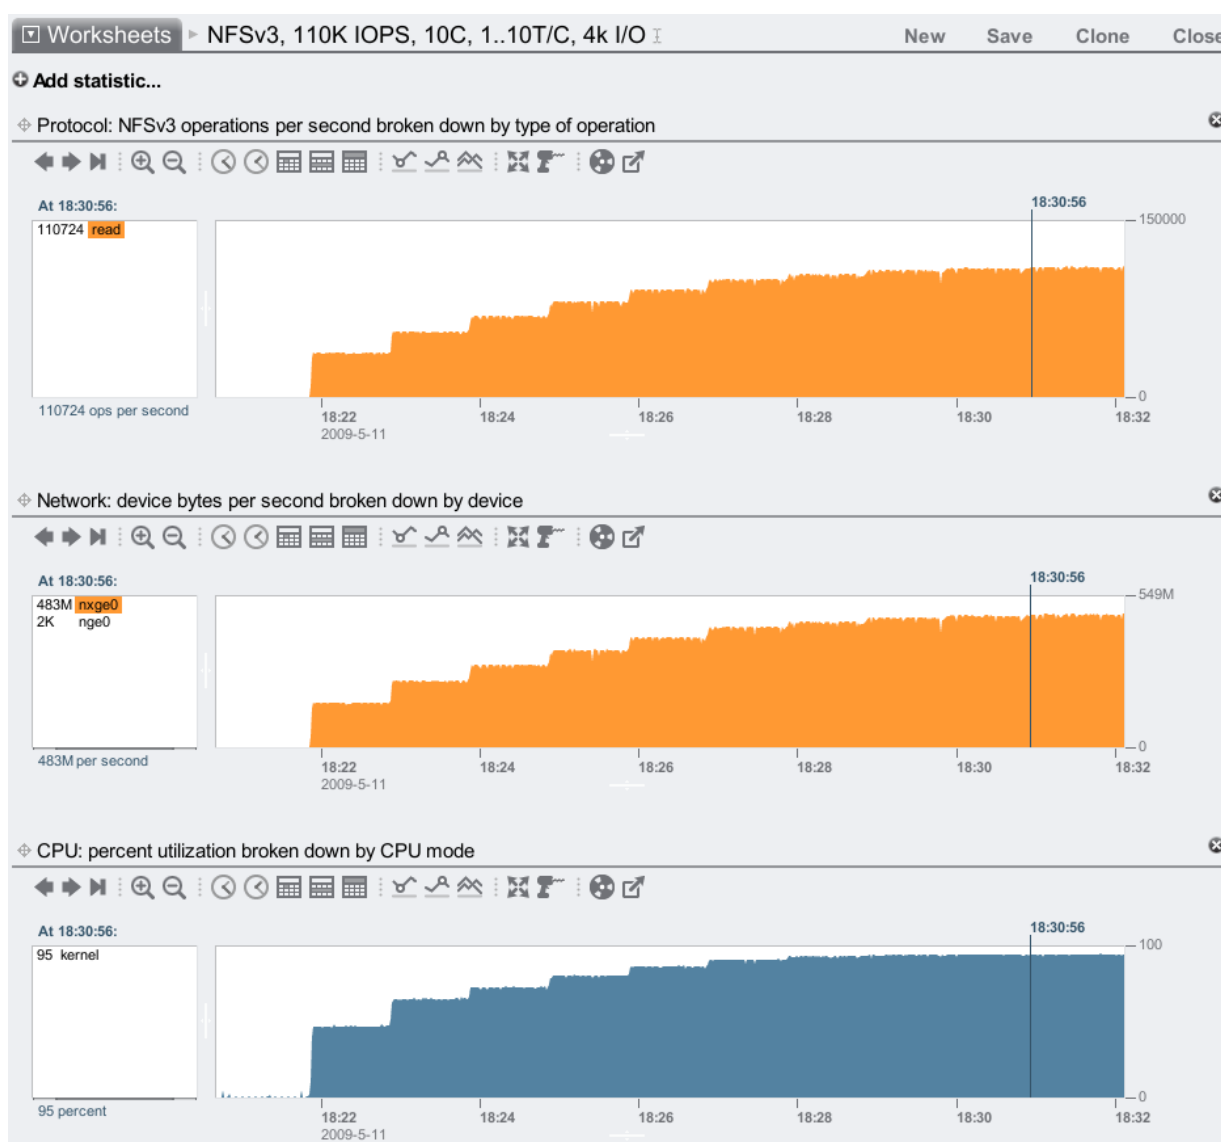 Worksheets NFSv3, 110K IOPS, 10C, 1..10T/C, 4k I/O New Save Clone Close
Add statistic...
Protocol: NFSv3 operations per second broken down by type of operation
At 18:30:56: 18:30:56
110724 read 150000
0
110724 ops per second
18:22 18:24 18:26 18:28 18:30 18:32
2009-5-11
Network: device bytes per second broken down by device
At 18:30:56: 18:30:56
483M nxge0 549M
2K nge0
0
483M per second
18:22 18:24 18:26 18:28 18:30 18:32
2009-5-11
CPU: percent utilization broken down by CPU mode
At 18:30:56: 18:30:56
95 kernel 100
0
95 percent
18:22 18:24 18:26 18:28 18:30 18:32
2009-5-11